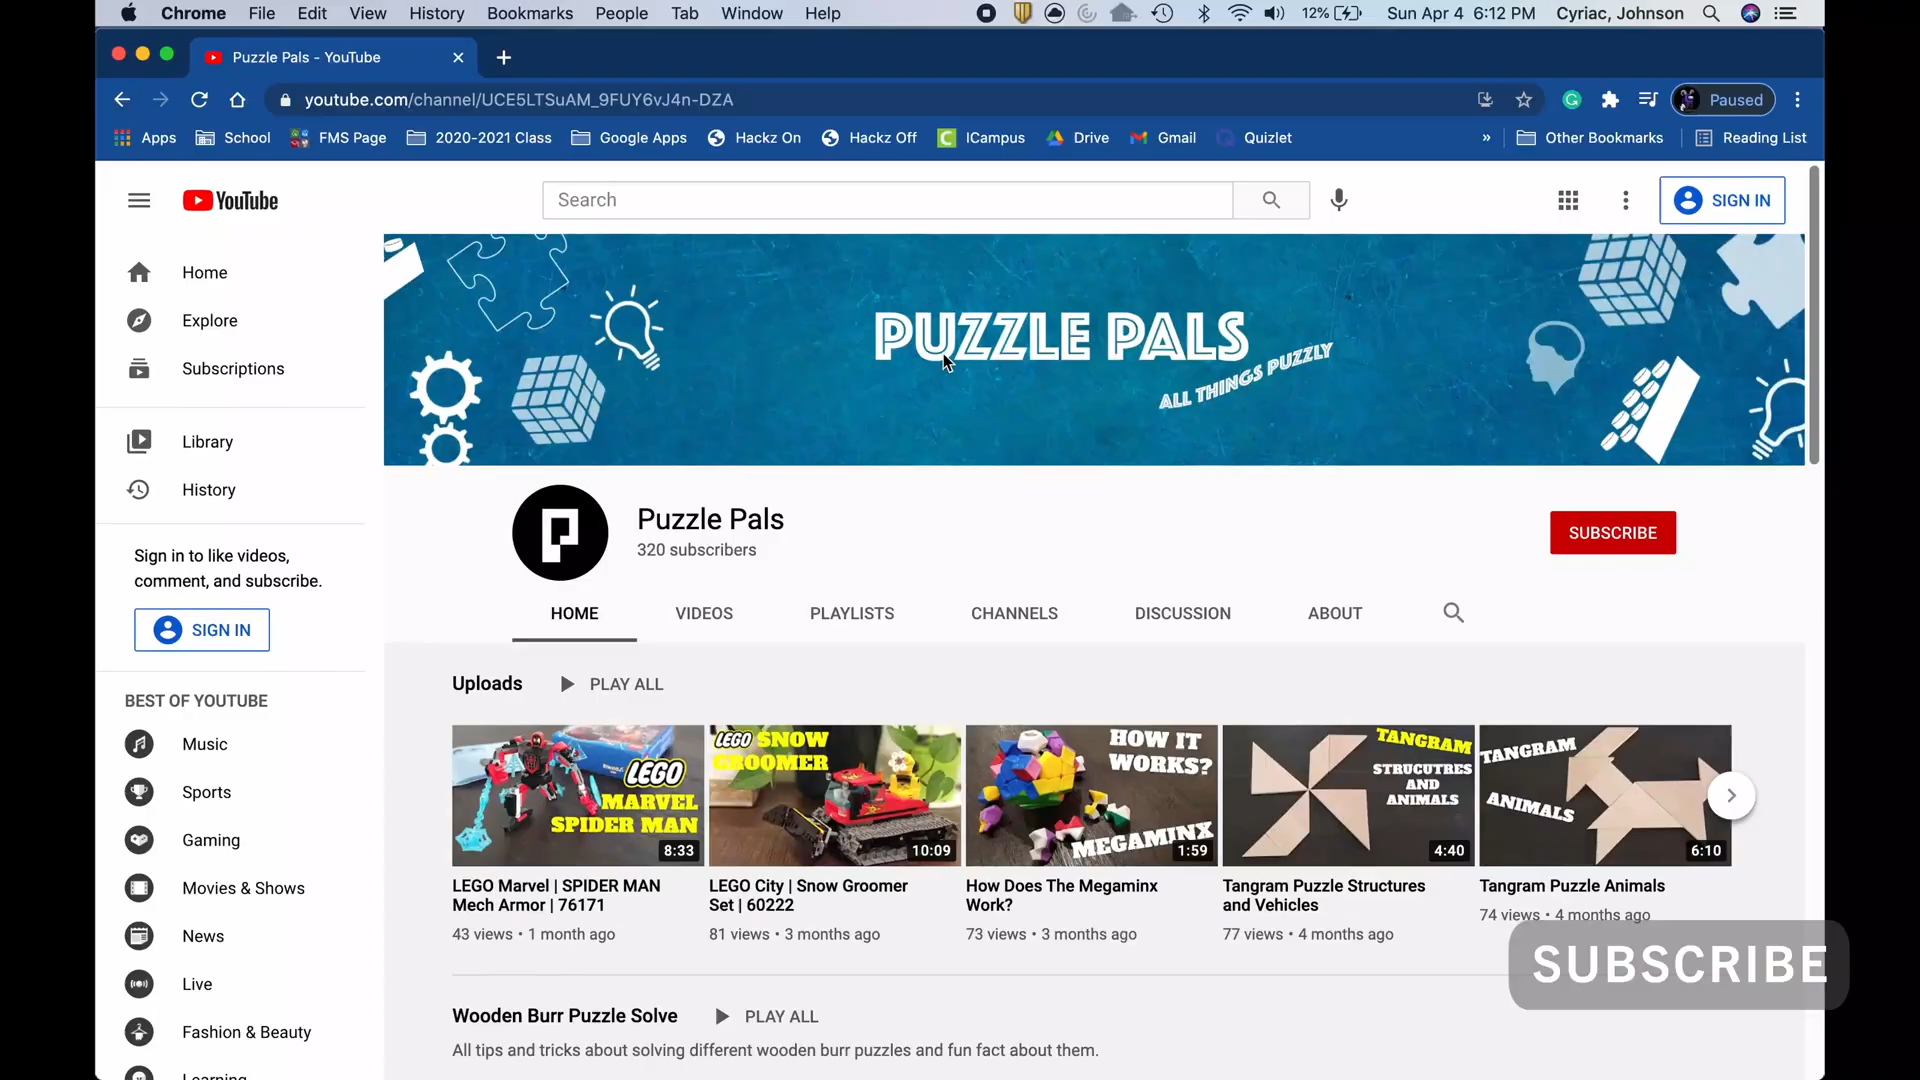 Chrome File Edit View History Bookmarks People Tab Window Help 12% Sun Apr 4 6:12 PM Cyriac, Johnson
Puzzle Pals - YouTube
youtube.com/channel/UCE5LTSuAM_9FUY6vJ4n-DZA Paused
Apps School FMS Page 2020-2021 Class Google Apps Hackz On Hackz Off ICampus Drive Gmail Quizlet » Other Bookmarks Reading List
YouTube Search SIGN IN
Home
Explore
Subscriptions
Library
History
Sign in to like videos,
comment, and subscribe.
SIGN IN
BEST OF YOUTUBE
Music
Sports
Gaming
Movies & Shows
News
Live
Fashion & Beauty
Learning
PUZZLE PALS
ALL THINGS PUZZLY
Puzzle Pals
320 subscribers
SUBSCRIBE
HOME VIDEOS PLAYLISTS CHANNELS DISCUSSION ABOUT
Uploads PLAY ALL
LEGO
MARVEL
SPIDER MAN
8:33
LEGO SNOW
GROOMER
10:09
HOW IT
WORKS?
MEGAMINX
1:59
TANGRAM
STRUCUTRES
AND
ANIMALS
4:40
TANGRAM
ANIMALS
6:10
LEGO Marvel | SPIDER MAN
Mech Armor | 76171
43 views • 1 month ago
LEGO City | Snow Groomer
Set | 60222
81 views • 3 months ago
How Does The Megaminx
Work?
73 views • 3 months ago
Tangram Puzzle Structures
and Vehicles
77 views • 4 months ago
Tangram Puzzle Animals
74 views • 4 months ago
SUBSCRIBE
Wooden Burr Puzzle Solve PLAY ALL
All tips and tricks about solving different wooden burr puzzles and fun fact about them.